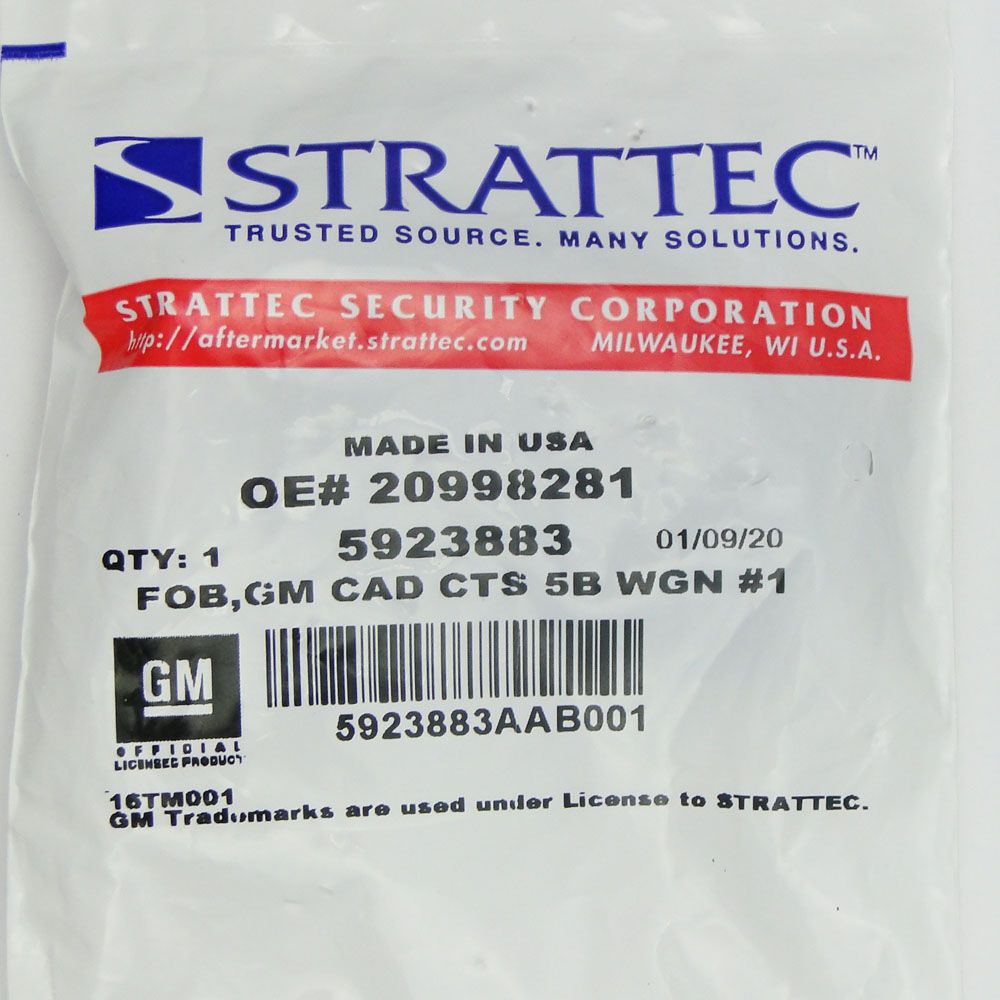 STRATTEC™
TRUSTED SOURCE. MANY SOLUTIONS.
STRATTEC SECURITY CORPORATION
http://aftermarket.strattec.com MILWAUKEE, WI U.S.A.
MADE IN USA
OE# 20998281
QTY: 1 5923883 01/09/20
FOB,GM CAD CTS 5B WGN #1
GM
OFFICIAL
LICENSED PRODUCT
5923883AAB001
16TM001
GM Trademarks are used under License to STRATTEC.